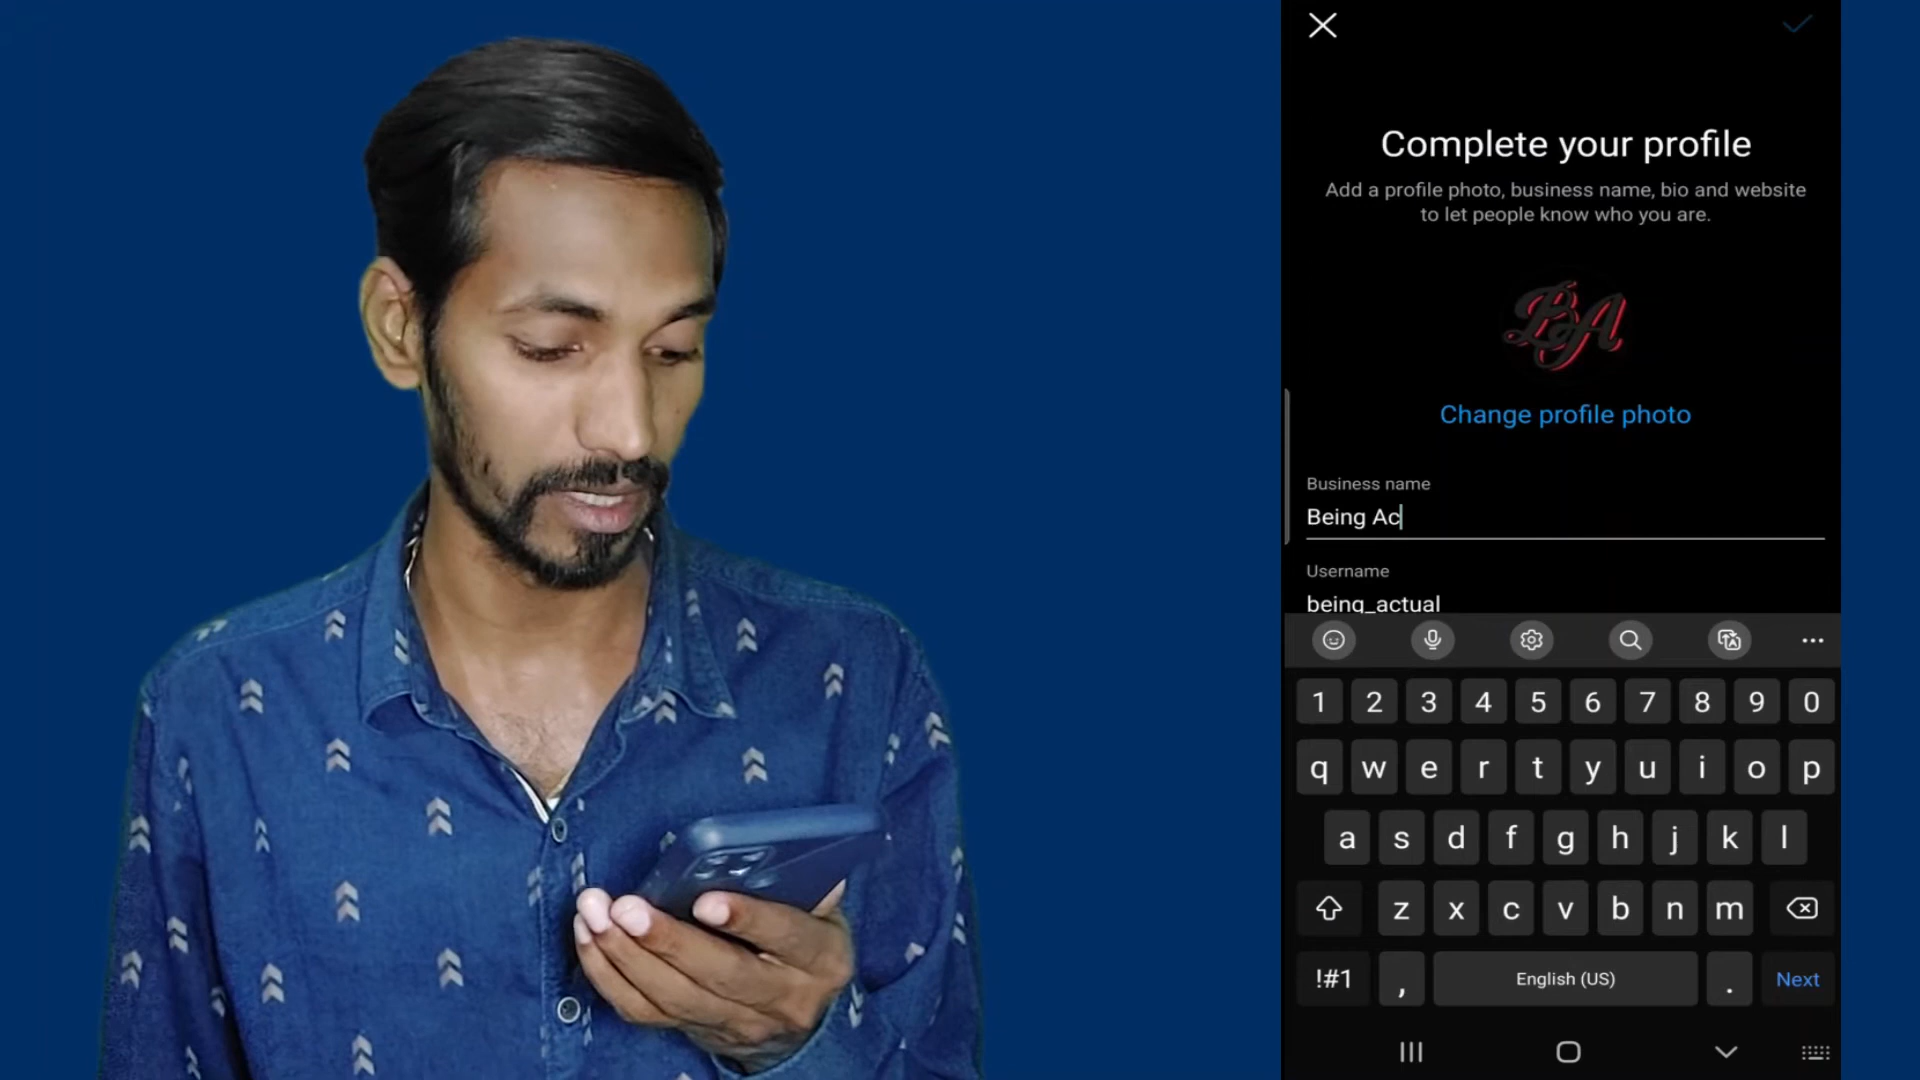 Complete your profile
Add a profile photo, business name, bio and website
to let people know who you are.
BA
Change profile photo
Business name
Being Ac
Username
being_actual
1 2 3 4 5 6 7 8 9 0
q w e r t y u i o p
a s d f g h j k l
z x c v b n m
!#1 , English (US) . Next